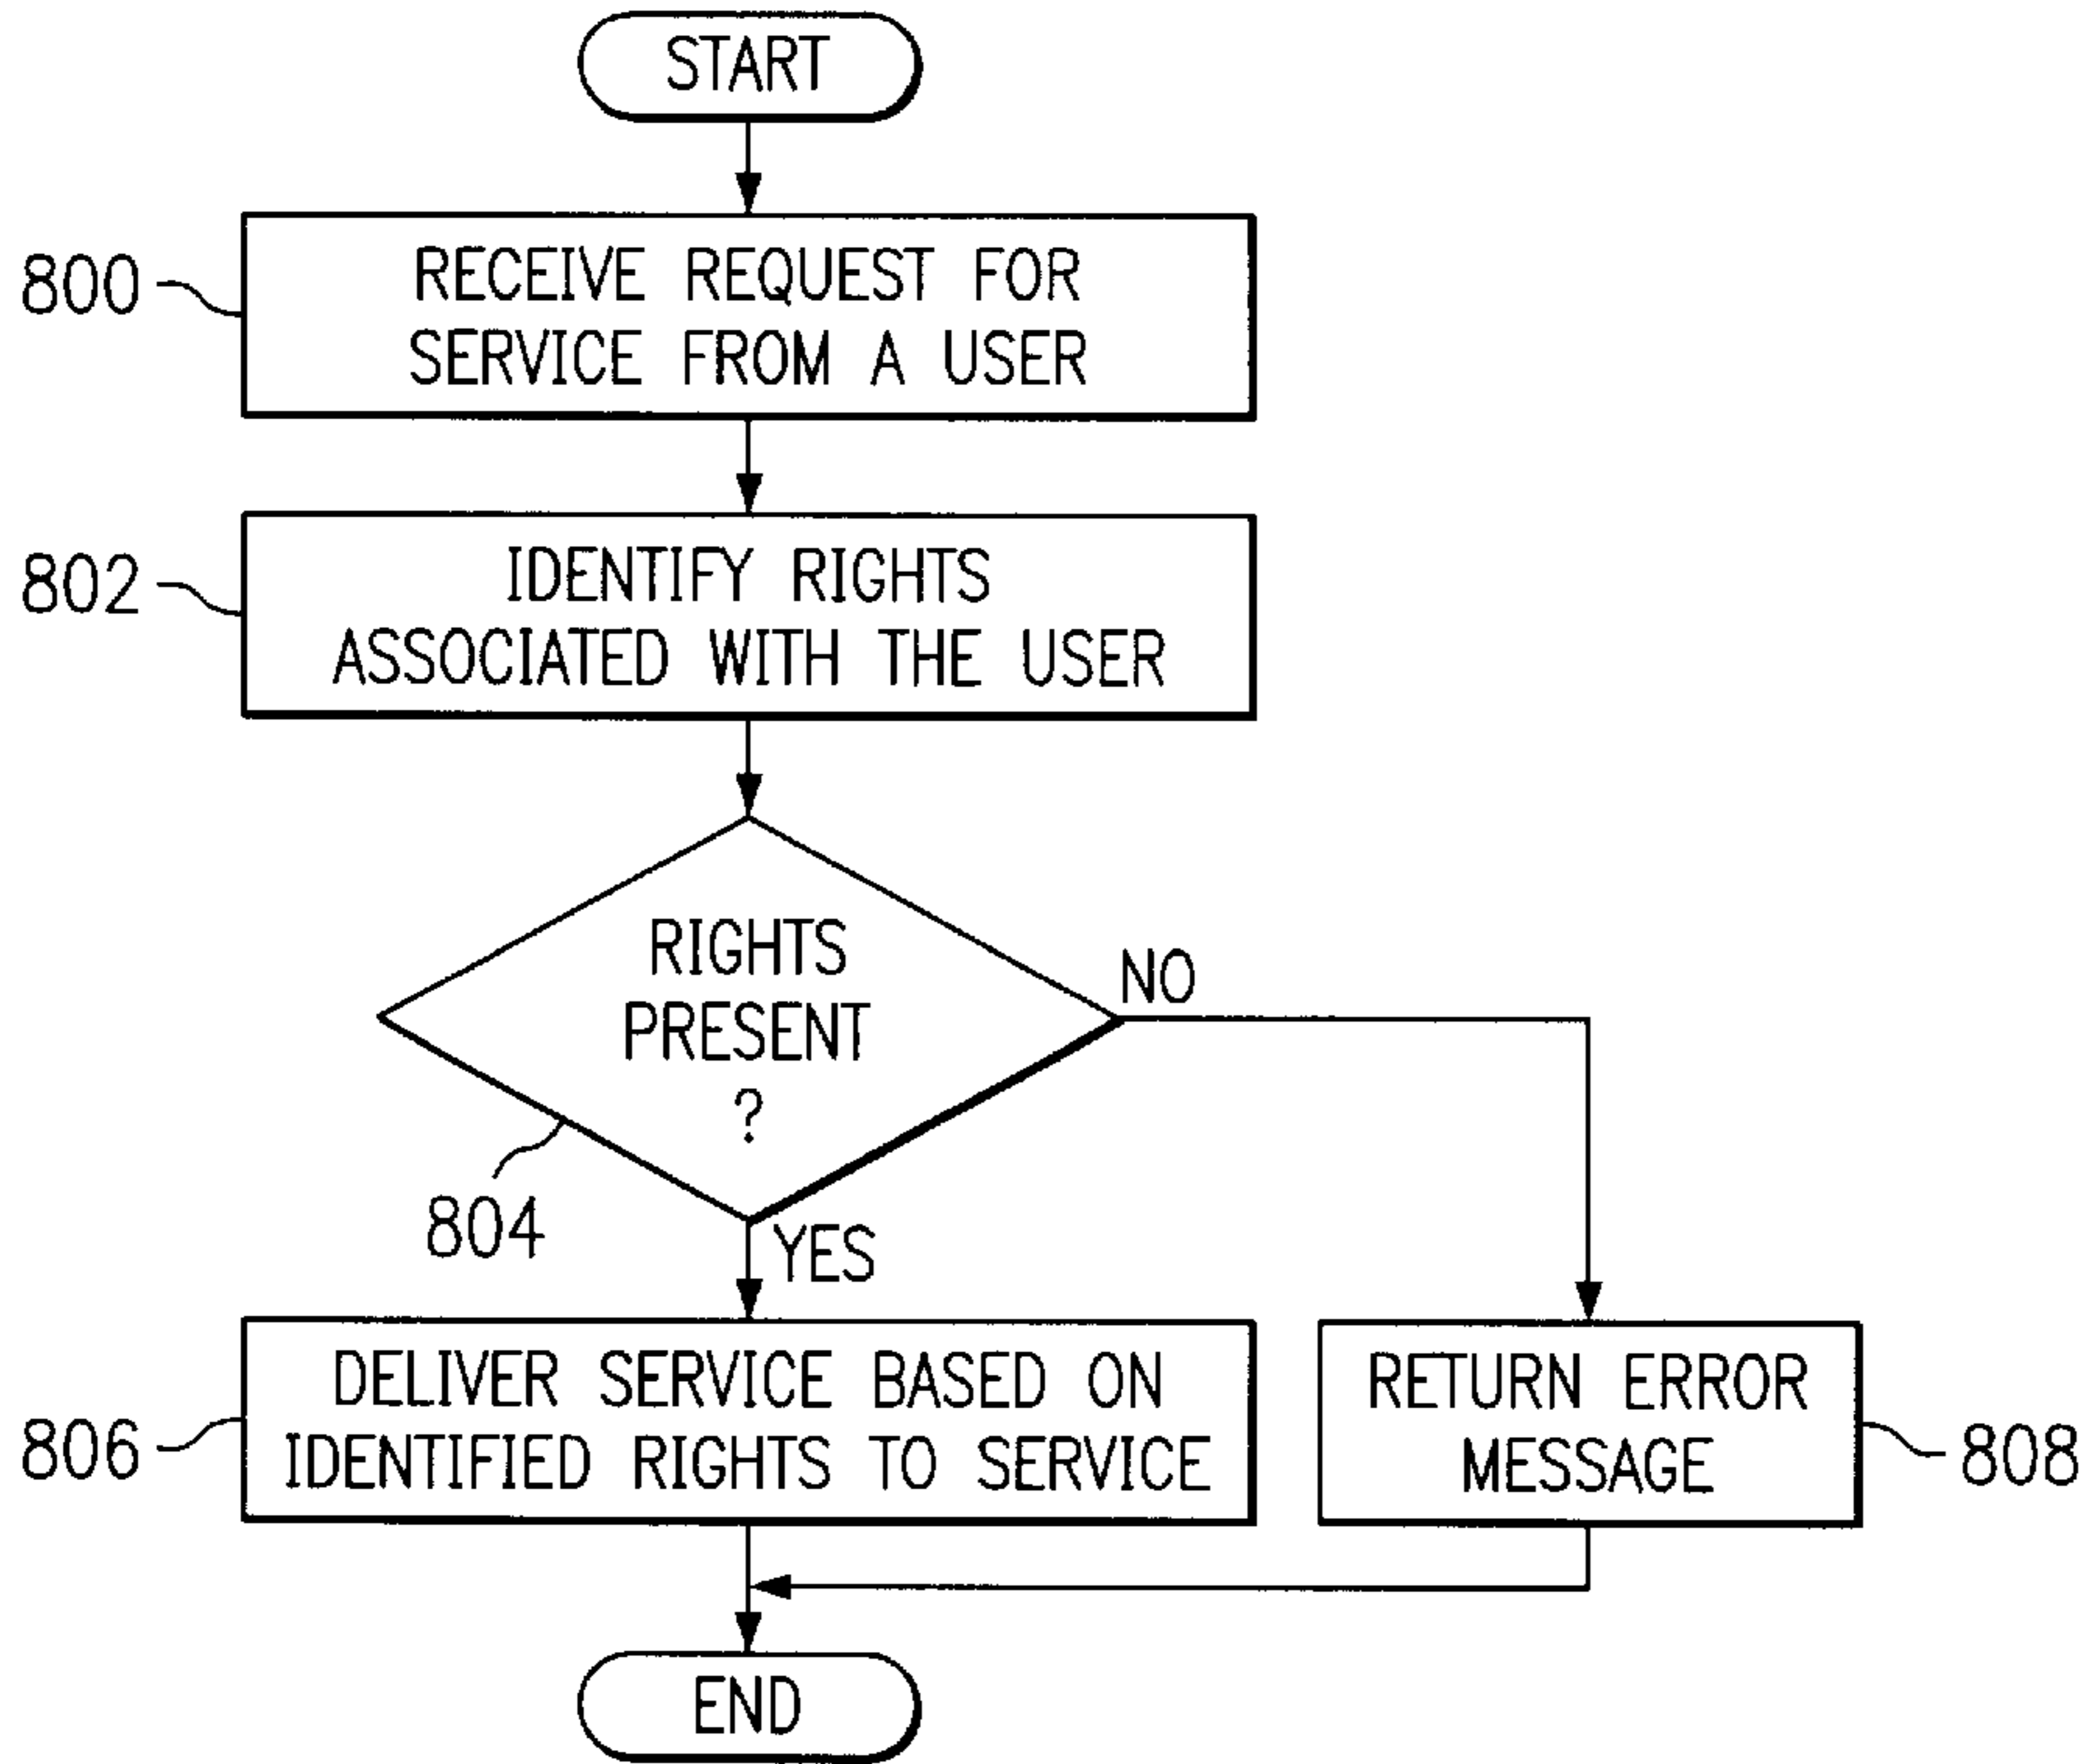 START
800
RECEIVE REQUEST FOR
SERVICE FROM A USER
802
IDENTIFY RIGHTS
ASSOCIATED WITH THE USER
RIGHTS
PRESENT
?
NO
804
YES
806
DELIVER SERVICE BASED ON
IDENTIFIED RIGHTS TO SERVICE
RETURN ERROR
MESSAGE
808
END